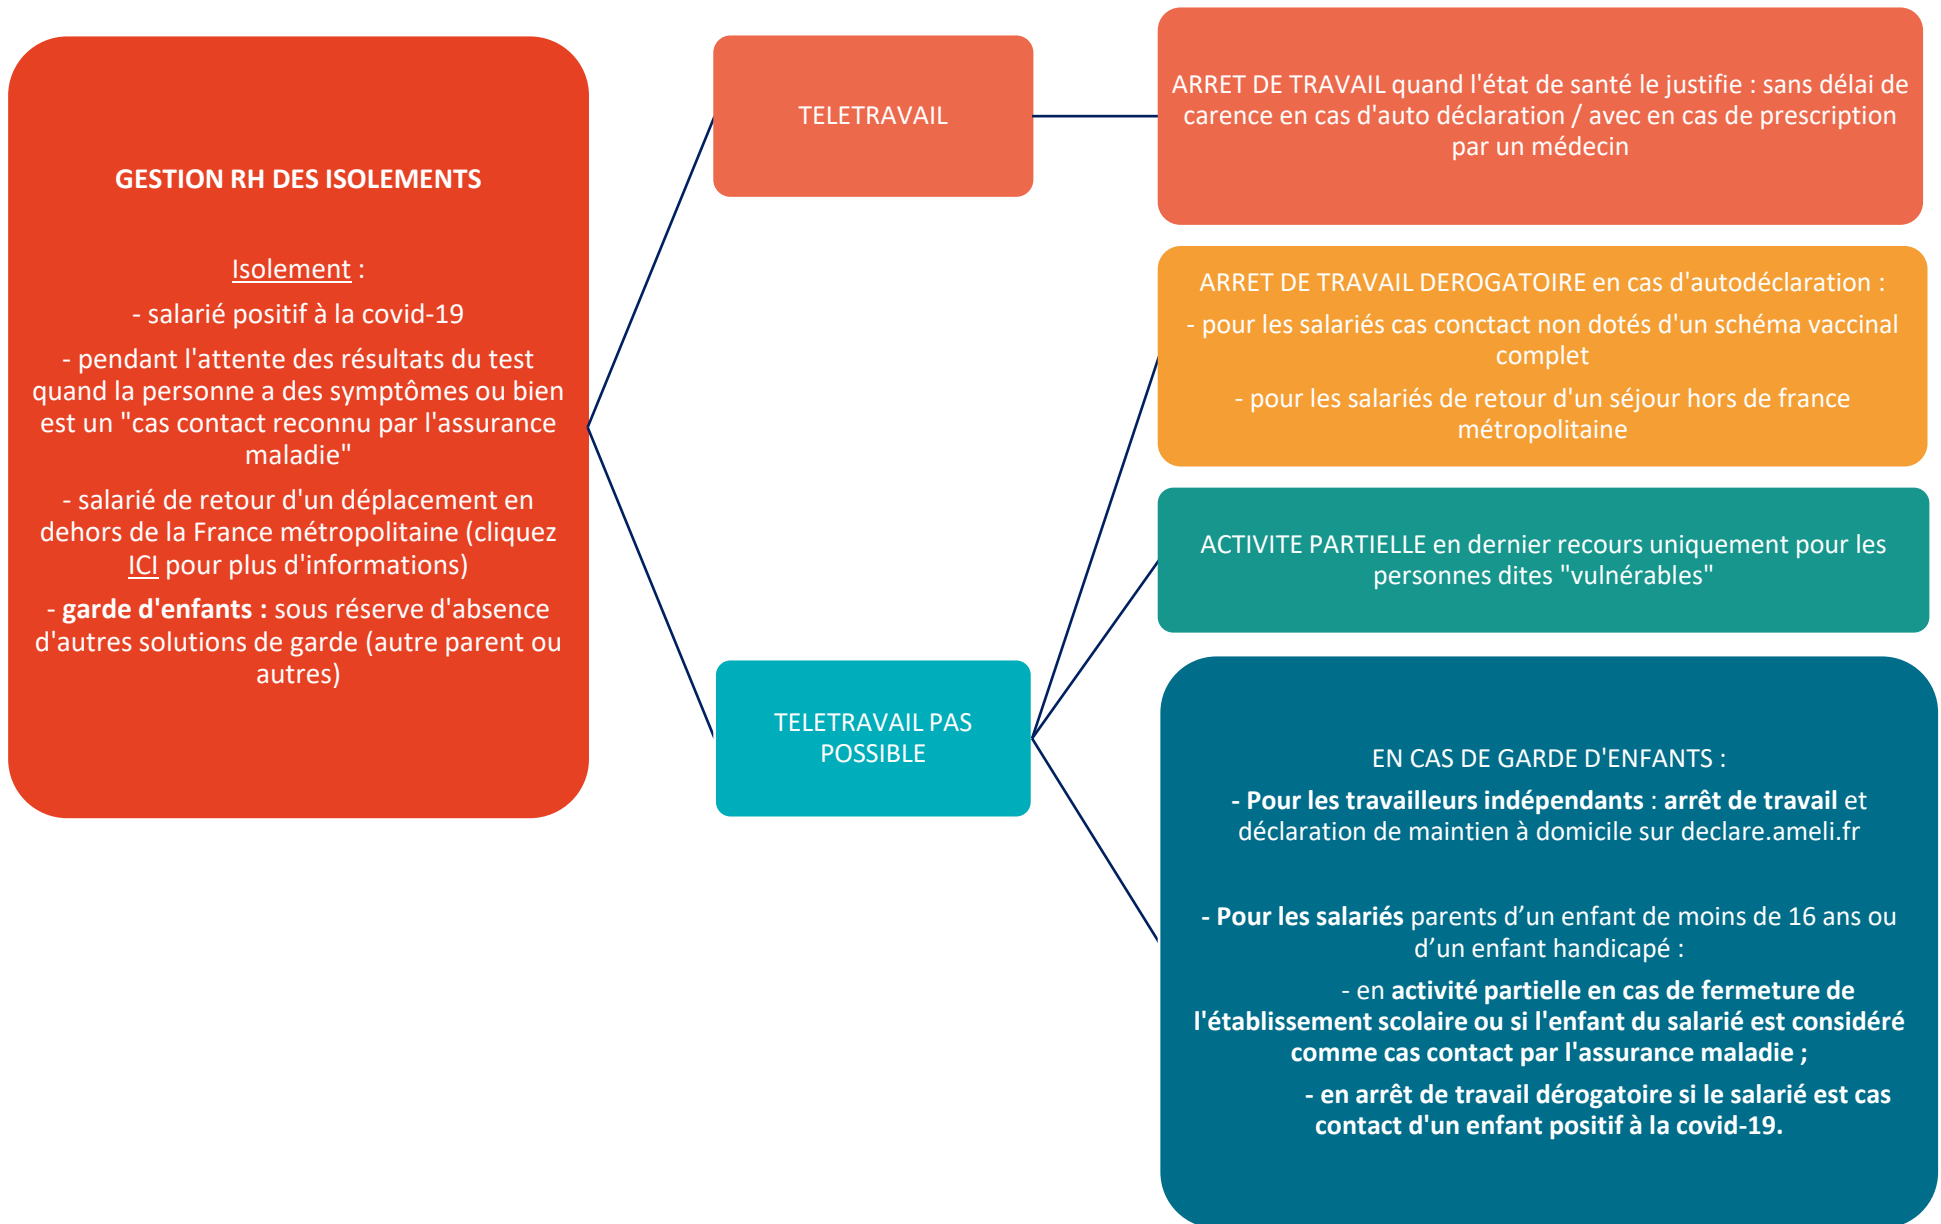 GESTION RH DES ISOLEMENTS
Isolement :
- salarié positif à la covid-19
- pendant l'attente des résultats du test
quand la personne a des symptômes ou bien
est un "cas contact reconnu par l'assurance
maladie"
- salarié de retour d'un déplacement en
dehors de la France métropolitaine (cliquez
ICI pour plus d'informations)
- garde d'enfants : sous réserve d'absence
d'autres solutions de garde (autre parent ou
autres)
TELETRAVAIL
ARRET DE TRAVAIL quand l'état de santé le justifie : sans délai de
carence en cas d'auto déclaration / avec en cas de prescription
par un médecin
TELETRAVAIL PAS
POSSIBLE
ARRET DE TRAVAIL DEROGATOIRE en cas d'autodéclaration :
- pour les salariés cas conctact non dotés d'un schéma vaccinal
complet
- pour les salariés de retour d'un séjour hors de france
métropolitaine
ACTIVITE PARTIELLE en dernier recours uniquement pour les
personnes dites "vulnérables"
EN CAS DE GARDE D'ENFANTS :
- Pour les travailleurs indépendants : arrêt de travail et
déclaration de maintien à domicile sur declare.ameli.fr
- Pour les salariés parents d’un enfant de moins de 16 ans ou
d’un enfant handicapé :
- en activité partielle en cas de fermeture de
l'établissement scolaire ou si l'enfant du salarié est considéré
comme cas contact par l'assurance maladie ;
- en arrêt de travail dérogatoire si le salarié est cas
contact d'un enfant positif à la covid-19.